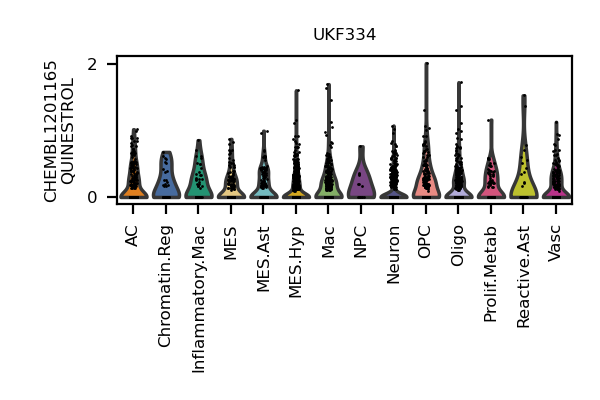 UKF334
CHEMBL1201165
QUINESTROL
2
0
AC
Chromatin.Reg
Inflammatory.Mac
MES
MES.Ast
MES.Hyp
Mac
NPC
Neuron
OPC
Oligo
Prolif.Metab
Reactive.Ast
Vasc